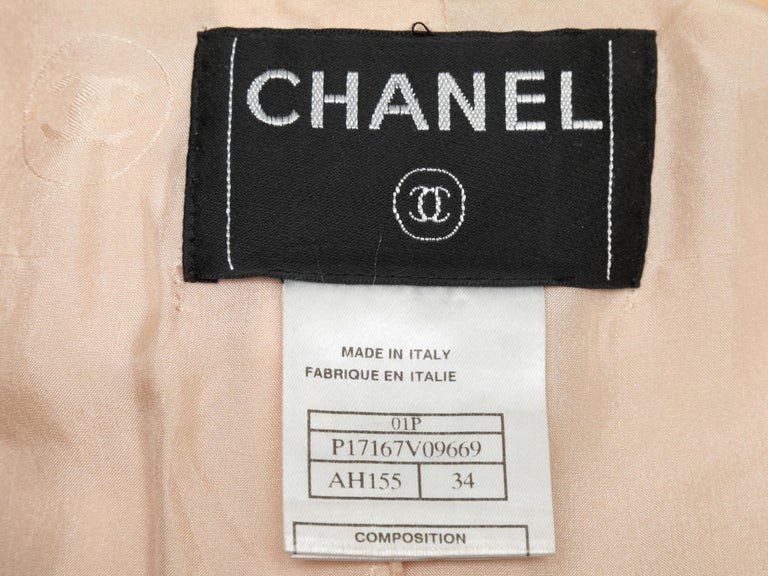 CHANEL
MADE IN ITALY
FABRIQUE EN ITALIE
01P
P17167V09669
AH155 34
COMPOSITION